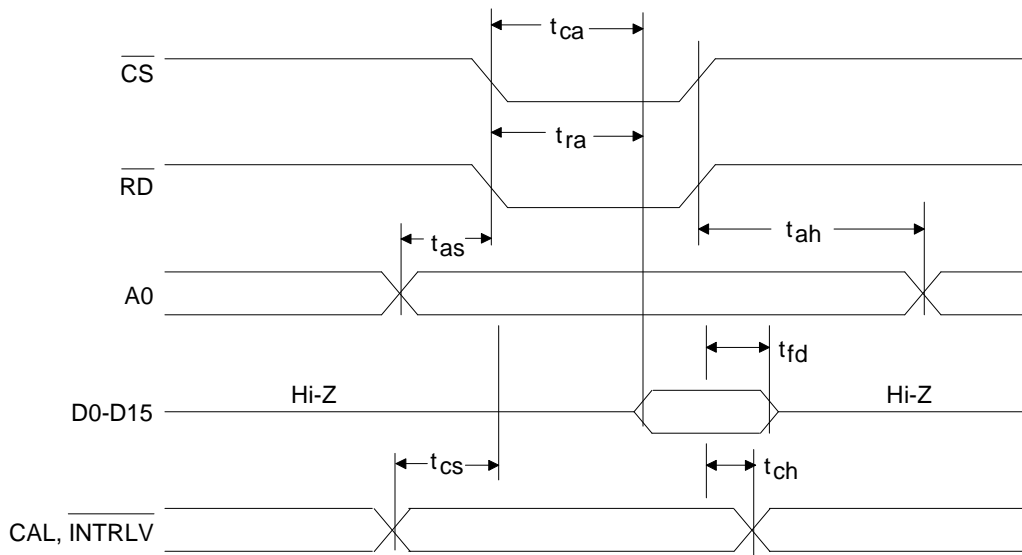 tca
CS
tra
RD
tas
tah
A0
tfd
Hi-Z
Hi-Z
D0-D15
tcs
tch
CAL, INTRLV